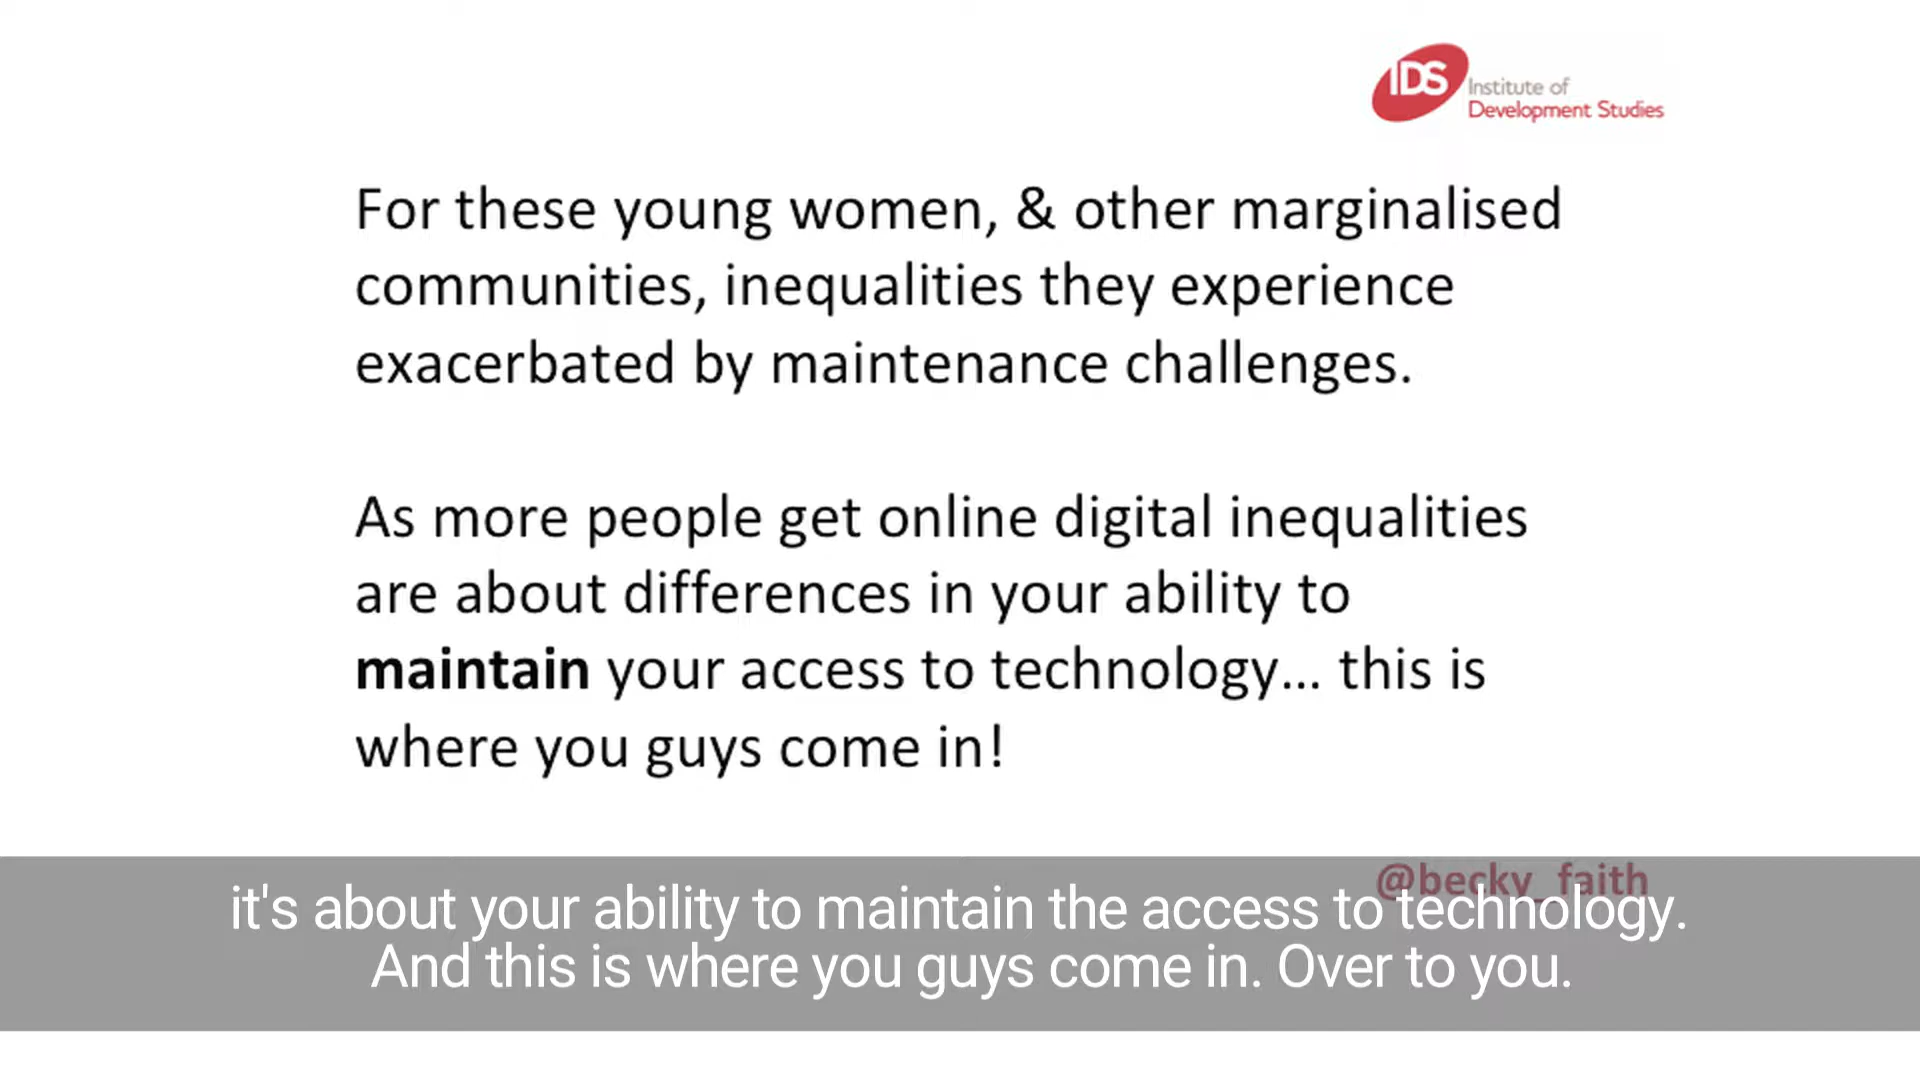 IDS
Institute of
Development Studies
For these young women, & other marginalised
communities, inequalities they experience
exacerbated by maintenance challenges.
As more people get online digital inequalities
are about differences in your ability to
maintain your access to technology... this is
where you guys come in!
@becky_faith
it's about your ability to maintain the access to technology.
And this is where you guys come in. Over to you.